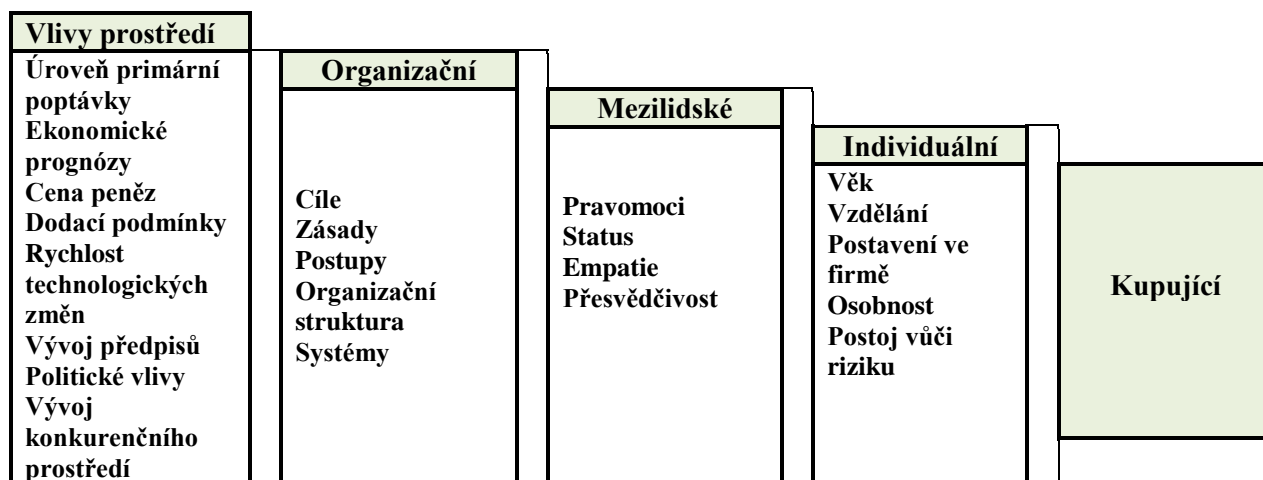 Vlivy prostředí
Úroveň primární
poptávky
Ekonomické
prognózy
Cena peněz
Dodací podmínky
Rychlost
technologických
změn
Vývoj předpisů
Politické vlivy
Vývoj
konkurenčního
prostředí
Organizační
Cíle
Zásady
Postupy
Organizační
struktura
Systémy
Mezilidské
Pravomoci
Status
Empatie
Přesvědčivost
Individuální
Věk
Vzdělání
Postavení ve
firmě
Osobnost
Postoj vůči
riziku
Kupující